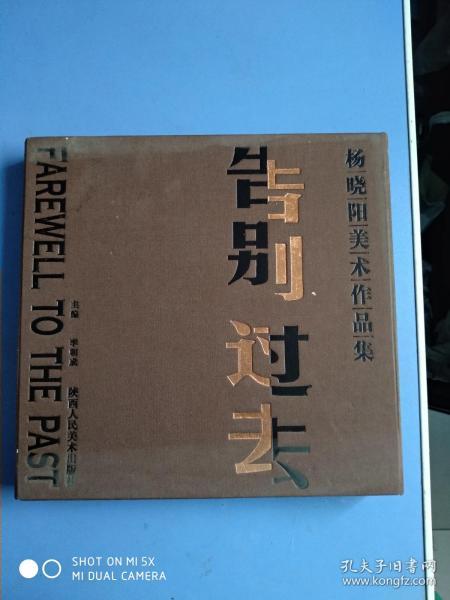 杨晓阳美术作品集
告别过去
FAREWELL TO THE PAST
主编
陕西人民美术出版社
SHOT ON MI 5X
MI DUAL CAMERA
孔夫子旧书网
www.kongfz.com